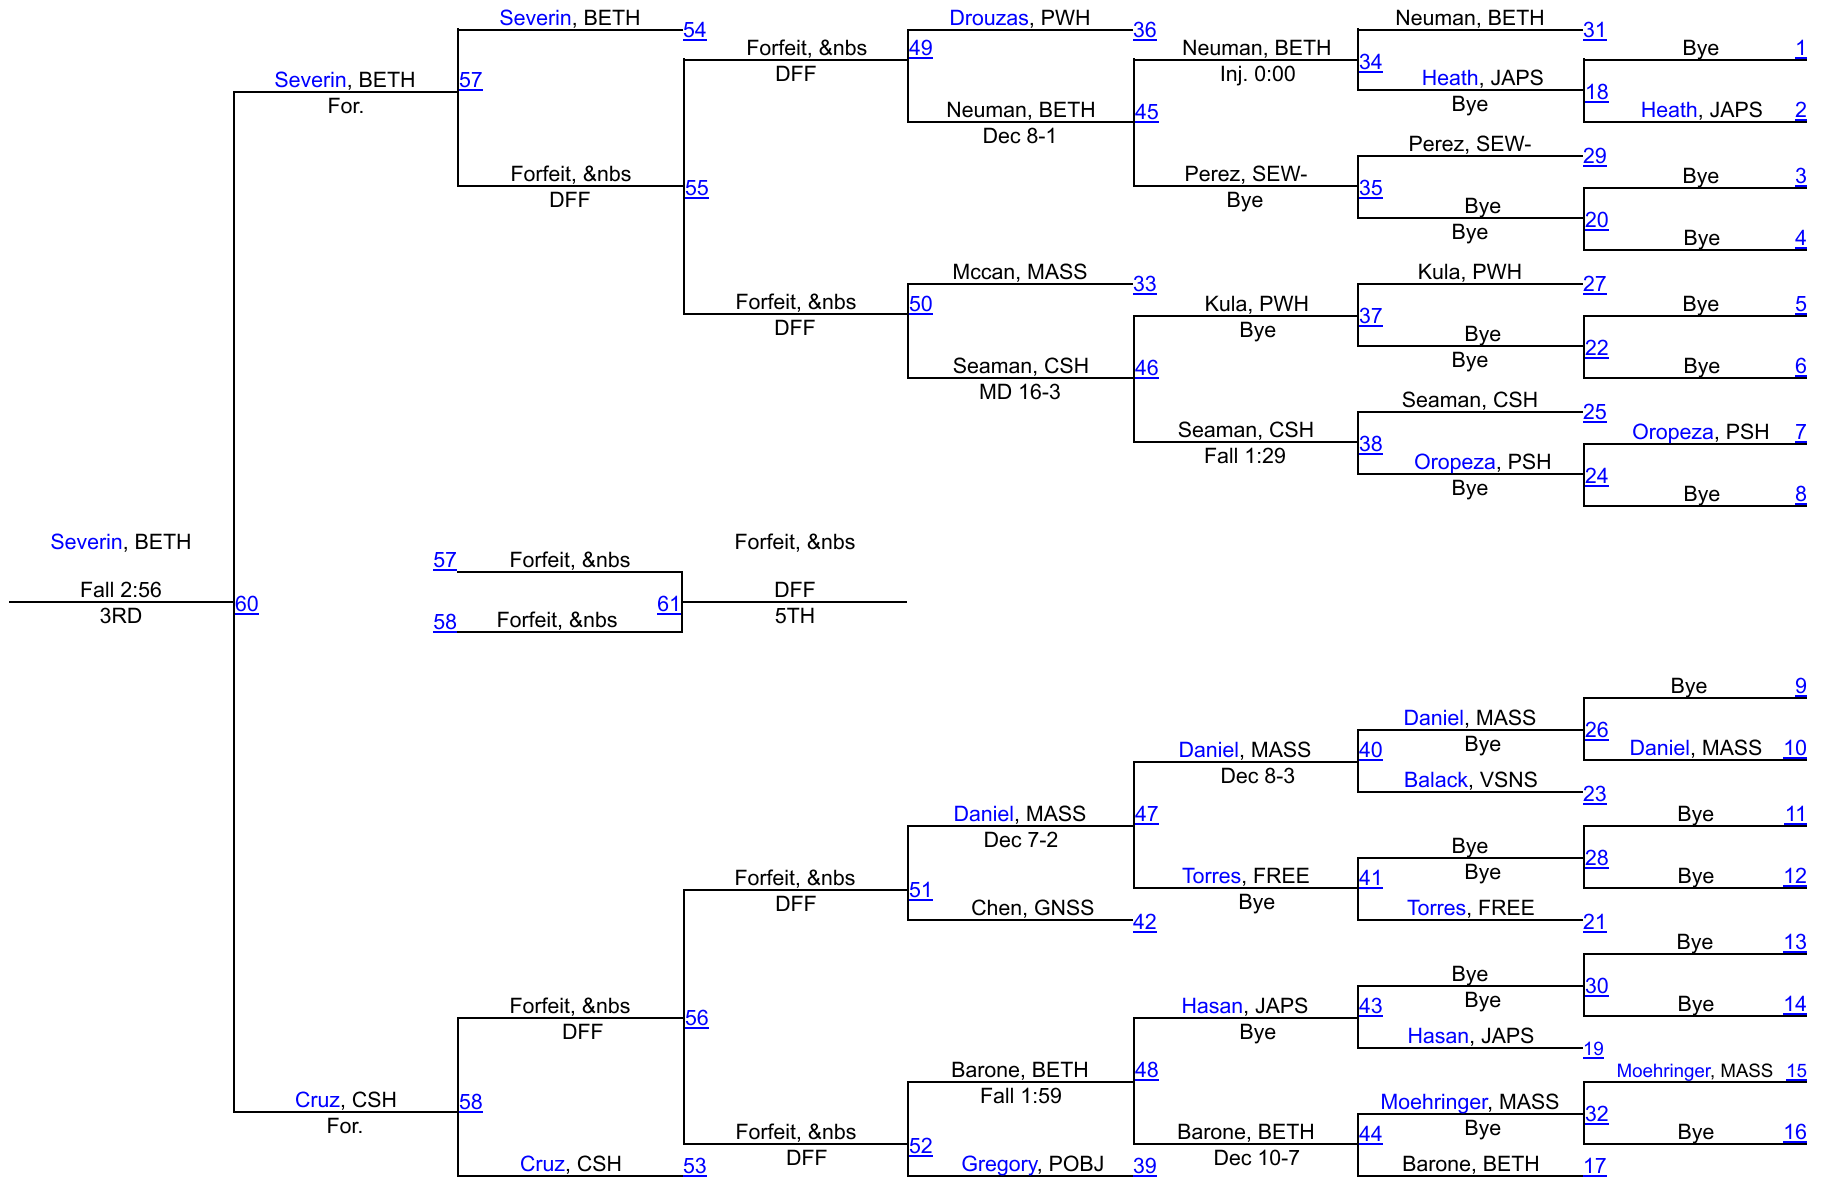 Severin, BETH
54
Drouzas, PWH
36
Neuman, BETH
31
Forfeit, &nbs
49
DFF
Neuman, BETH
34
Inj. 0:00
Bye
1
Severin, BETH
57
For.
Heath, JAPS
18
Bye
Heath, JAPS
2
Neuman, BETH
45
Dec 8-1
Perez, SEW-
29
Forfeit, &nbs
55
DFF
Perez, SEW-
35
Bye
Bye
3
Bye
20
Bye
Bye
4
Mccan, MASS
33
Kula, PWH
27
Forfeit, &nbs
50
DFF
Kula, PWH
37
Bye
Bye
5
Bye
22
Bye
Bye
6
Seaman, CSH
46
MD 16-3
Seaman, CSH
25
Seaman, CSH
38
Fall 1:29
Oropeza, PSH
7
Oropeza, PSH
24
Bye
Bye
8
Severin, BETH
Forfeit, &nbs
57
Forfeit, &nbs
Fall 2:56
60
3RD
61
DFF
5TH
58
Forfeit, &nbs
Bye
9
Daniel, MASS
26
Bye
Daniel, MASS
10
Daniel, MASS
40
Dec 8-3
Balack, VSNS
23
Daniel, MASS
47
Dec 7-2
Bye
11
Bye
28
Bye
Bye
12
Forfeit, &nbs
51
DFF
Torres, FREE
41
Bye
Chen, GNSS
42
Torres, FREE
21
Bye
13
Bye
30
Bye
Bye
14
Forfeit, &nbs
56
DFF
Hasan, JAPS
43
Bye
Hasan, JAPS
19
Barone, BETH
48
Fall 1:59
Moehringer, MASS
15
Cruz, CSH
58
For.
Moehringer, MASS
32
Bye
Bye
16
Forfeit, &nbs
52
DFF
Barone, BETH
44
Dec 10-7
Cruz, CSH
53
Gregory, POBJ
39
Barone, BETH
17